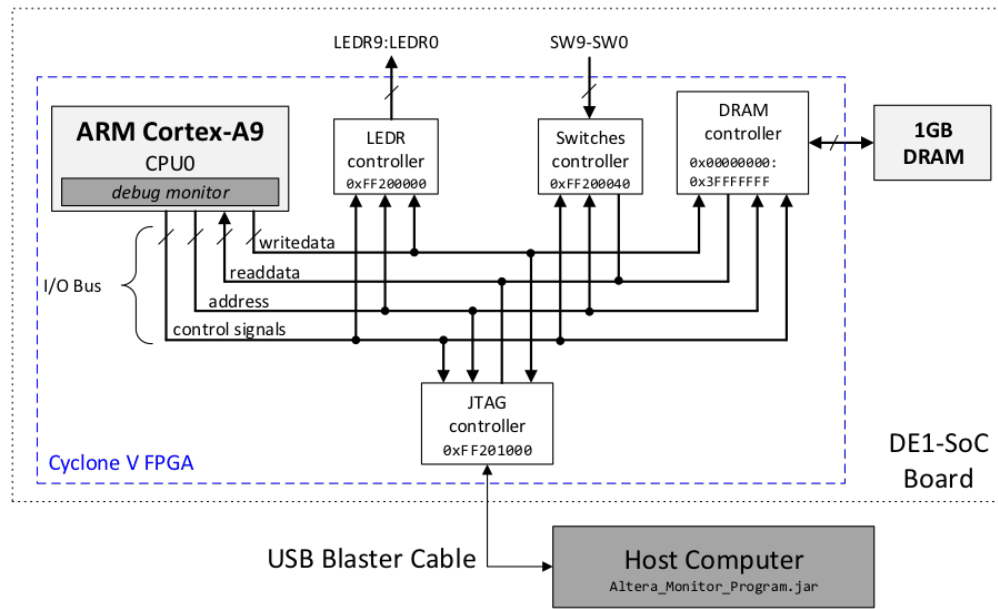 LEDR9:LEDR0
SW9-SW0
ARM Cortex-A9
CPU0
debug monitor
LEDR
controller
0xFF200000
Switches
controller
0xFF200040
DRAM
controller
0x00000000:
0x3FFFFFFF
1GB
DRAM
I/O Bus
writedata
readdata
address
control signals
JTAG
controller
0xFF201000
Cyclone V FPGA
DE1-SoC
Board
USB Blaster Cable
Host Computer
Altera_Monitor_Program.jar